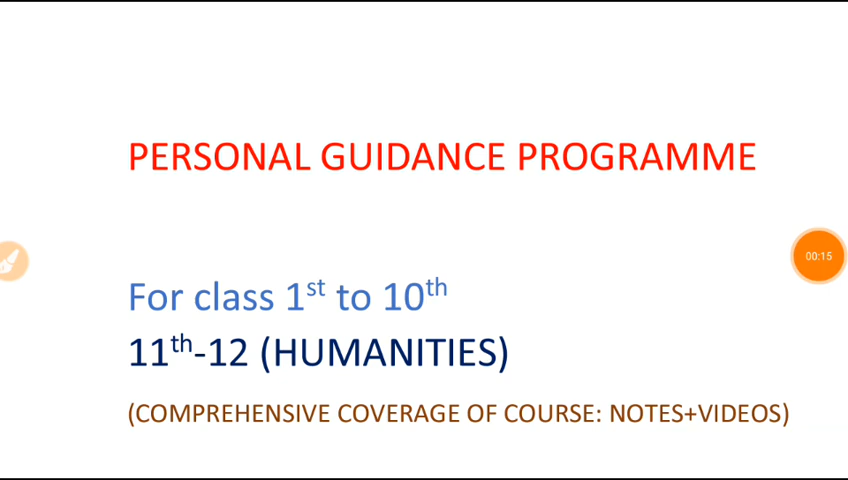 PERSONAL GUIDANCE PROGRAMME
00:15
For class 1st to 10th
11th-12 (HUMANITIES)
(COMPREHENSIVE COVERAGE OF COURSE: NOTES+VIDEOS)